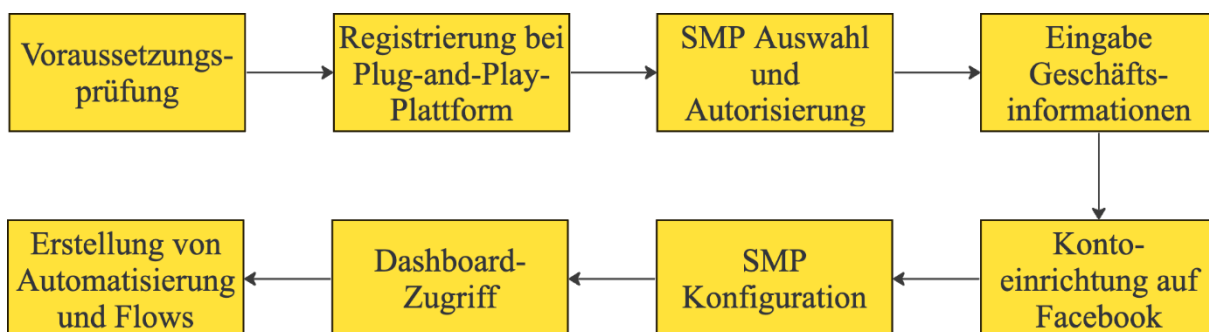 Voraussetzungs-
prüfung
Registrierung bei
Plug-and-Play-
Plattform
SMP Auswahl
und
Autorisierung
Eingabe
Geschäfts-
informationen
Konto-
einrichtung auf
Facebook
SMP
Konfiguration
Dashboard-
Zugriff
Erstellung von
Automatisierung
und Flows